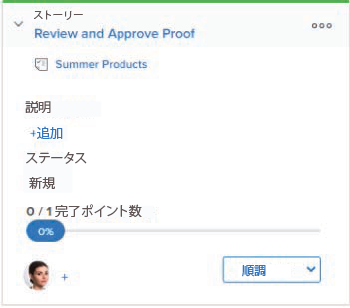 ストーリー
Review and Approve Proof
Summer Products
説明
+追加
ステータス
新規
0 / 1 完了ポイント数
0%
+
順調